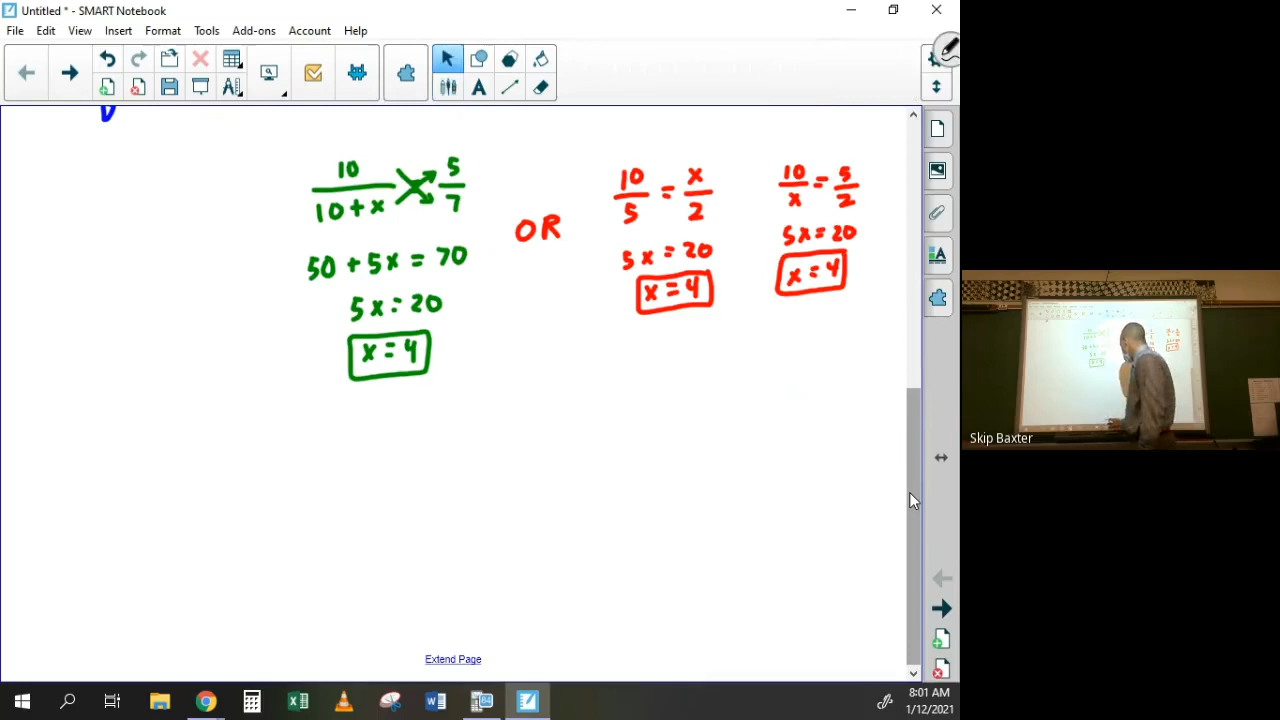 Untitled * - SMART Notebook
File Edit View Insert Format Tools Add-ons Account Help
10/(10+x) 5/7
50 + 5x = 70
5x = 20
x = 4
OR
10/5 = x/2
5x = 20
x = 4
10/x = 5/2
5x = 20
x = 4
Extend Page
Skip Baxter
8:01 AM
1/12/2021